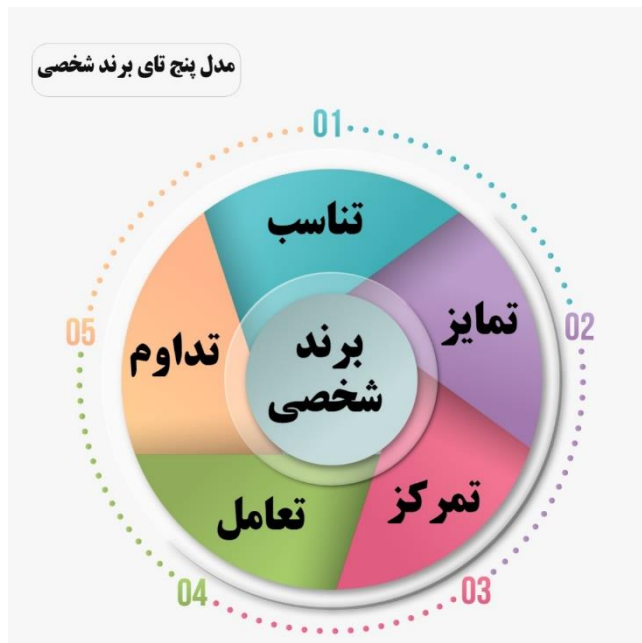 مدل پنج تای برند شخصی
01
تناسب
02
تمایز
برند
شخصی
05
تداوم
تمرکز
تعامل
04
03